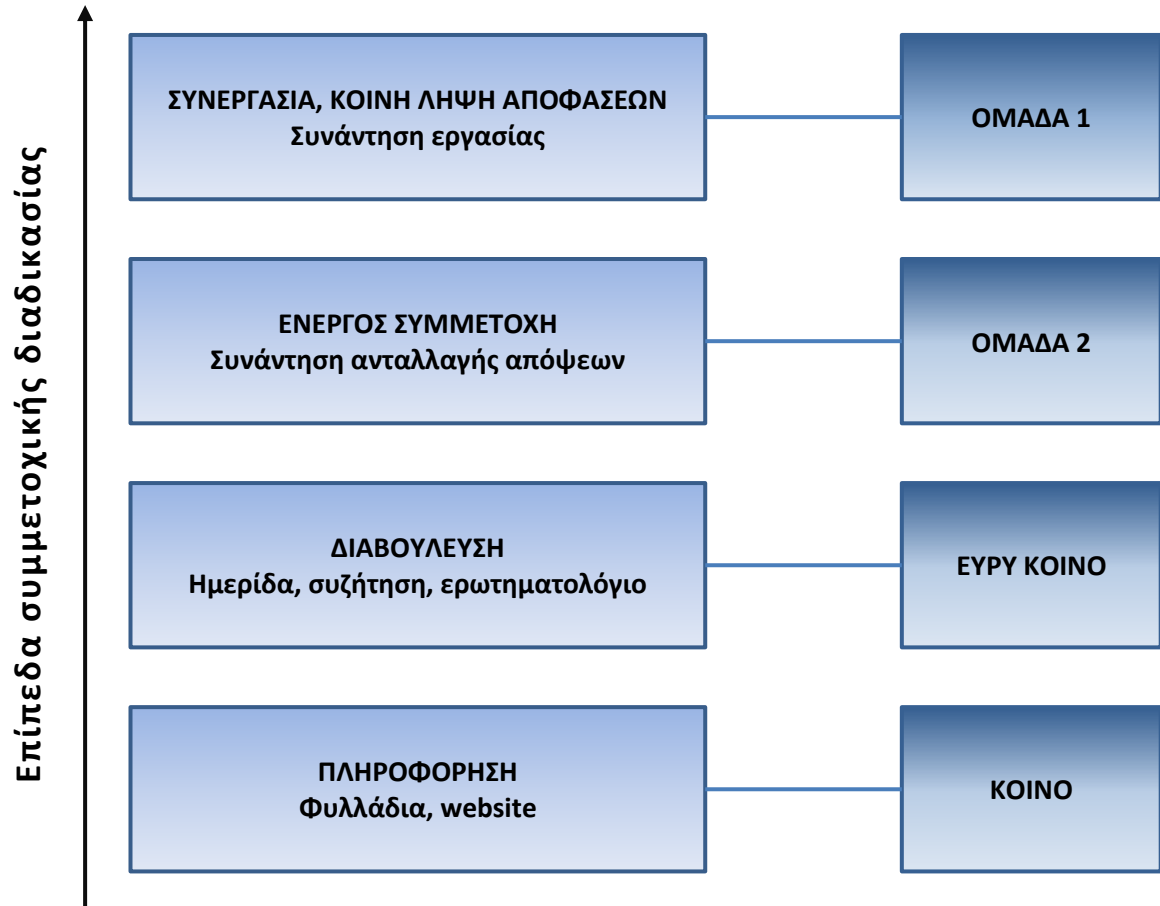 Επίπεδα συμμετοχικής διαδικασίας
ΣΥΝΕΡΓΑΣΙΑ, ΚΟΙΝΗ ΛΗΨΗ ΑΠΟΦΑΣΕΩΝ
Συνάντηση εργασίας
ΟΜΑΔΑ 1
ΕΝΕΡΓΟΣ ΣΥΜΜΕΤΟΧΗ
Συνάντηση ανταλλαγής απόψεων
ΟΜΑΔΑ 2
ΔΙΑΒΟΥΛΕΥΣΗ
Ημερίδα, συζήτηση, ερωτηματολόγιο
ΕΥΡΥ ΚΟΙΝΟ
ΠΛΗΡΟΦΟΡΗΣΗ
Φυλλάδια, website
ΚΟΙΝΟ